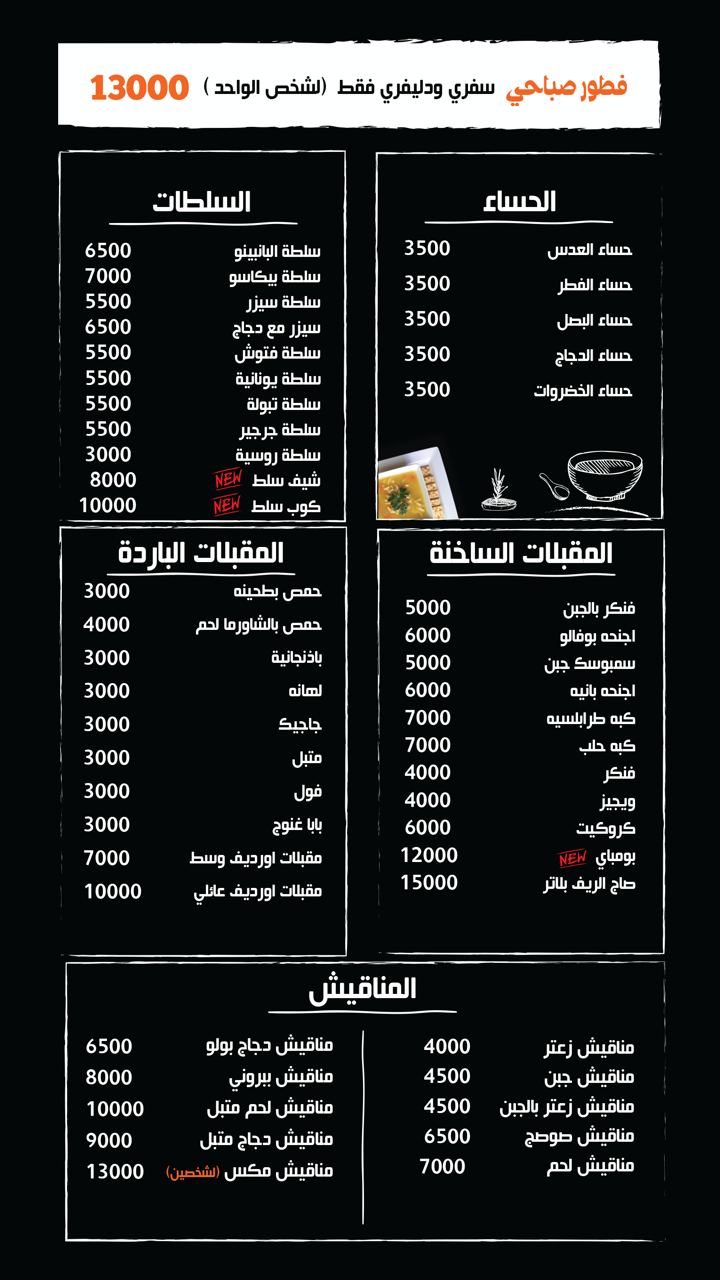 فطور صباحي سفري ودليفري فقط (لشخص الواحد) 13000
الحساء
حساء العدس 3500
حساء الفطر 3500
حساء البصل 3500
حساء الدجاج 3500
حساء الخضروات 3500
السلطات
سلطة البانبينو 6500
سلطة بيكاسو 7000
سلطة سيزر 5500
سيزر مع دجاج 6500
سلطة فتوش 5500
سلطة يونانية 5500
سلطة تبولة 5500
سلطة جرجير 5500
سلطة روسية 3000
شيف سلط NEW 8000
كوب سلط NEW 10000
المقبلات الساخنة
فنكر بالجبن 5000
اجنحه بوفالو 6000
سمبوسك جبن 5000
اجنحه بانيه 6000
كبه طرابلسيه 7000
كبه حلب 7000
فنكر 4000
ويجيز 4000
كروكيت 6000
بومباي NEW 12000
صاج الريف بلاتر 15000
المقبلات الباردة
حمص بطحينه 3000
حمص بالشاورما لحم 4000
باذنجانية 3000
لهانه 3000
جاجيك 3000
متبل 3000
فول 3000
بابا غنوج 3000
مقبلات اورديف وسط 7000
مقبلات اورديف عائلي 10000
المناقيش
مناقيش زعتر 4000
مناقيش جبن 4500
مناقيش زعتر بالجبن 4500
مناقيش صوصج 6500
مناقيش لحم 7000
مناقيش دجاج بولو 6500
مناقيش ببروني 8000
مناقيش لحم متبل 10000
مناقيش دجاج متبل 9000
مناقيش مكس (لشخصين) 13000